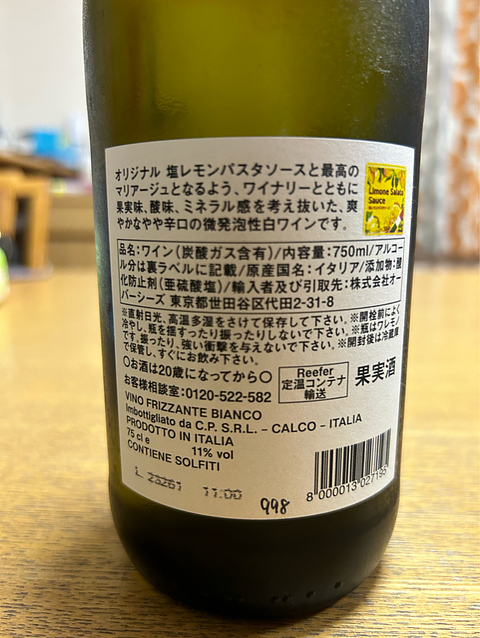 オリジナル 塩レモンパスタソースと最高の
マリアージュとなるよう、ワイナリーとともに
果実味、酸味、ミネラル感を考え抜いた、爽
やかなやや辛口の微発泡性白ワインです。
Limone Salata
Sauce
品名:ワイン(炭酸ガス含有)/内容量:750ml/アルコー
ル分は裏ラベルに記載/原産国名:イタリア/添加物:酸
化防止剤(亜硫酸塩)/輸入者及び引取先:株式会社オー
バーシーズ 東京都世田谷区代田2-31-8
※直射日光、高温多湿をさけて保存して下さい。※開栓前によく
冷やし、瓶を揺すったり振ったりしないで下さい。※瓶はワレモノ
です。振ったり、強い衝撃を与えないで下さい。※開封後は冷蔵庫
で保管し、すぐにお飲み下さい。
○お酒は20歳になってから○
お客様相談室:0120-522-582
Reefer
定温コンテナ
輸送
果実酒
VINO FRIZZANTE BIANCO
Imbottigliato da C.P. S.R.L. - CALCO - ITALIA
PRODOTTO IN ITALIA
75 cl e 11% vol
CONTIENE SOLFITI
L 23261 11:00
998
8 000013 027195